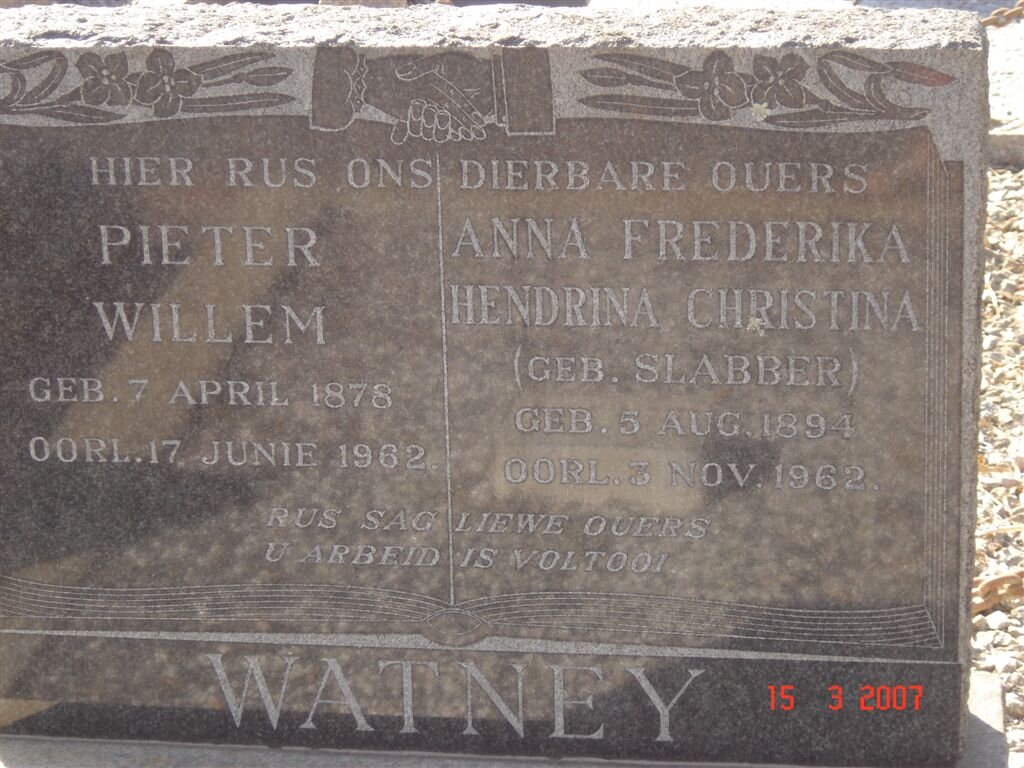 HIER RUS ONS DIERBARE OUERS
PIETER
WILLEM
GEB. 7 APRIL 1878
OORL. 17 JUNIE 1962.
ANNA FREDERIKA
HENDRINA CHRISTINA
(GEB. SLABBER)
GEB. 5 AUG. 1894
OORL. 3 NOV. 1962.
RUS SAG LIEWE OUERS.
U ARBEID IS VOLTOOI.
WATNEY
15 3 2007